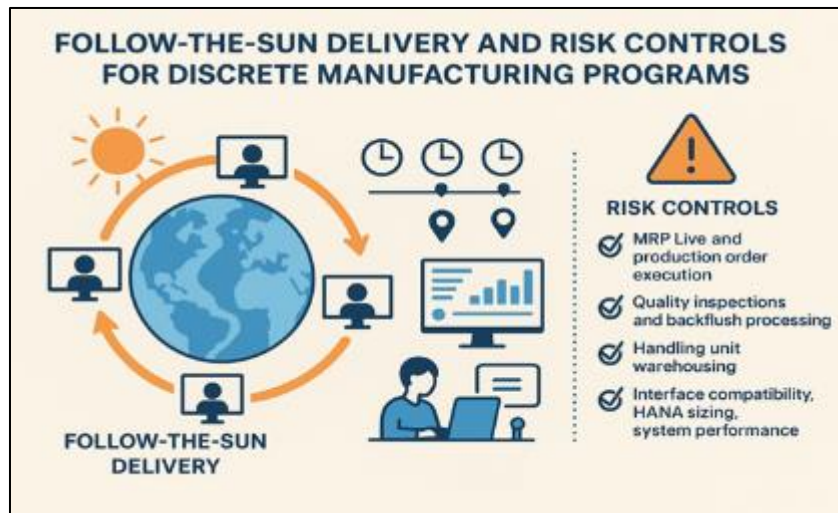 FOLLOW-THE-SUN DELIVERY AND RISK CONTROLS
FOR DISCRETE MANUFACTURING PROGRAMS
FOLLOW-THE-SUN
DELIVERY
RISK CONTROLS
MRP Live and
production order
execution
Quality inspections
and backflush processing
Handling unit
warehousing
Interface compatibility,
HANA sizing,
system performance